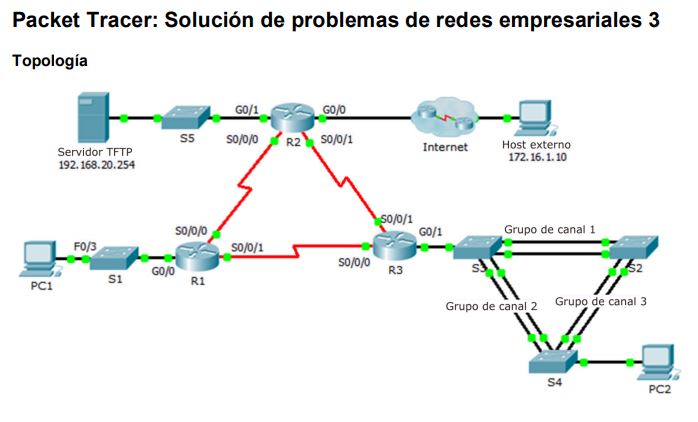 Packet Tracer: Solución de problemas de redes empresariales 3
Topología
G0/1
G0/0
S5
R2
Servidor TFTP
192.168.20.254
S0/0/0
S0/0/1
Internet
Host externo
172.16.1.10
S0/0/0
S0/0/1
F0/3
G0/1
Grupo de canal 1
S0/0/1
PC1
S1
G0/0
R1
S0/0/0
R3
S3
S2
Grupo de canal 2
Grupo de canal 3
S4
PC2